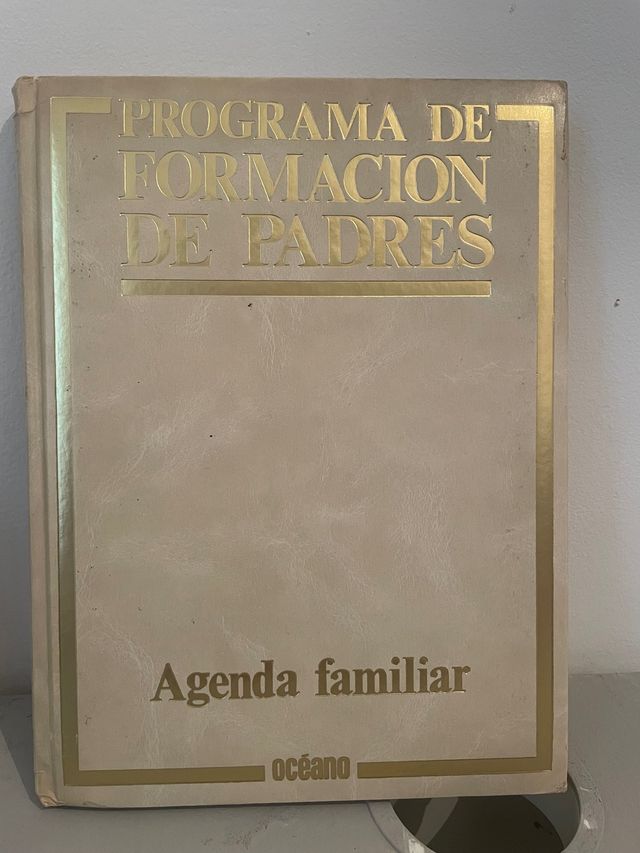 PROGRAMA DE
FORMACION
DE PADRES
Agenda familiar
océano